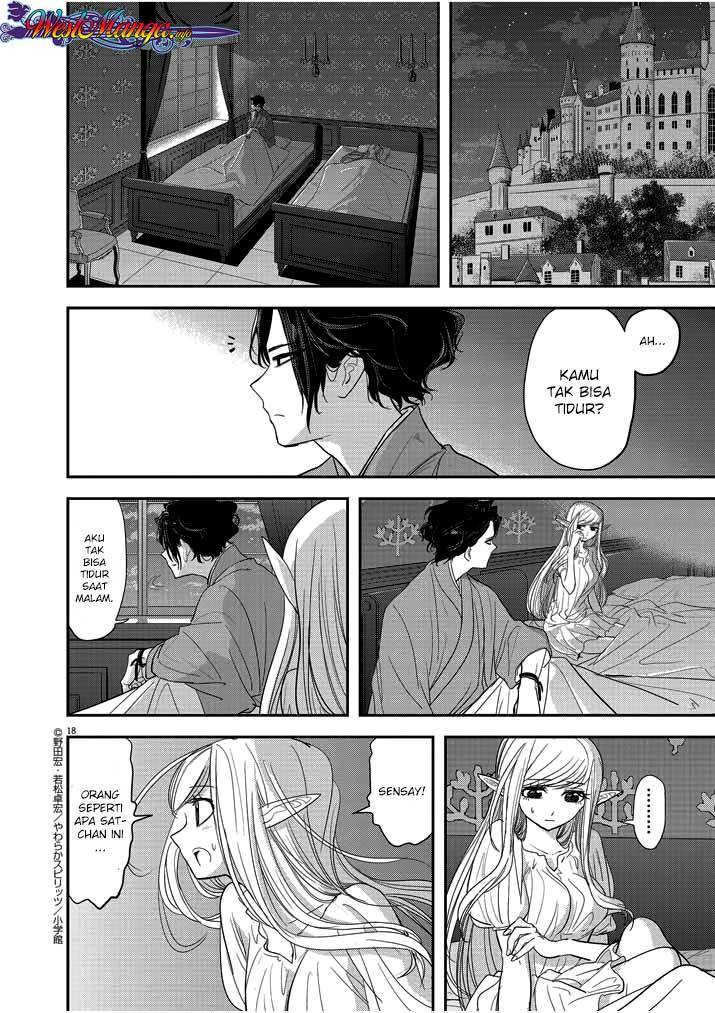 WestManga.info
AH...
KAMU
TAK BISA
TIDUR?
AKU
TAK
BISA
TIDUR
SAAT
MALAM.
18
©野田宏・若松卓宏／やわらかスピリッツ／小学館
SENSAY!
ORANG
SEPERTI
APA SAT-
CHAN INI
...